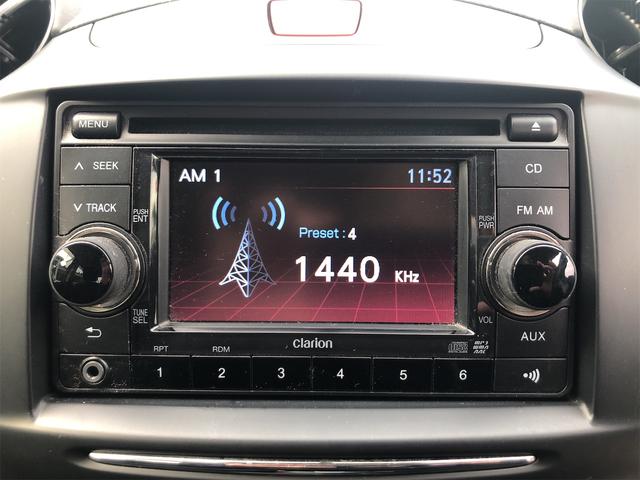 MENU
SEEK
TRACK
PUSH
ENT
TUNE
SEL
AM 1
11:52
Preset : 4
1440 KHz
CD
FM AM
PUSH
PWR
VOL
AUX
clarion
RPT
RDM
1 2 3 4 5 6